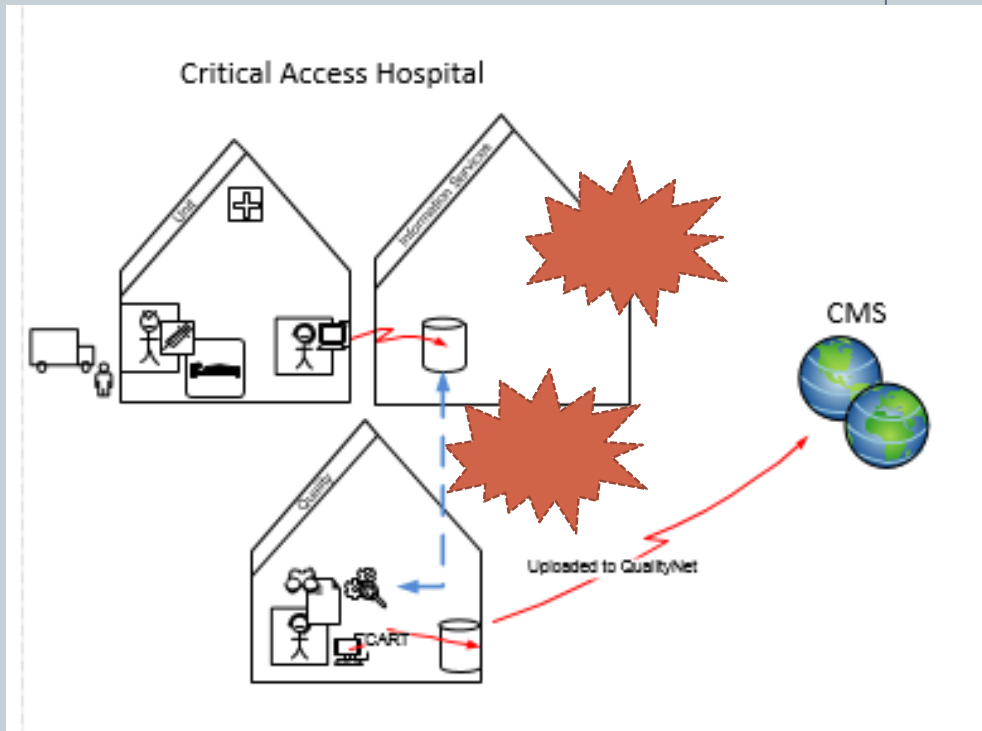 Critical Access Hospital
Unit
Information Services
CMS
Quality
Uploaded to QualityNet
CART